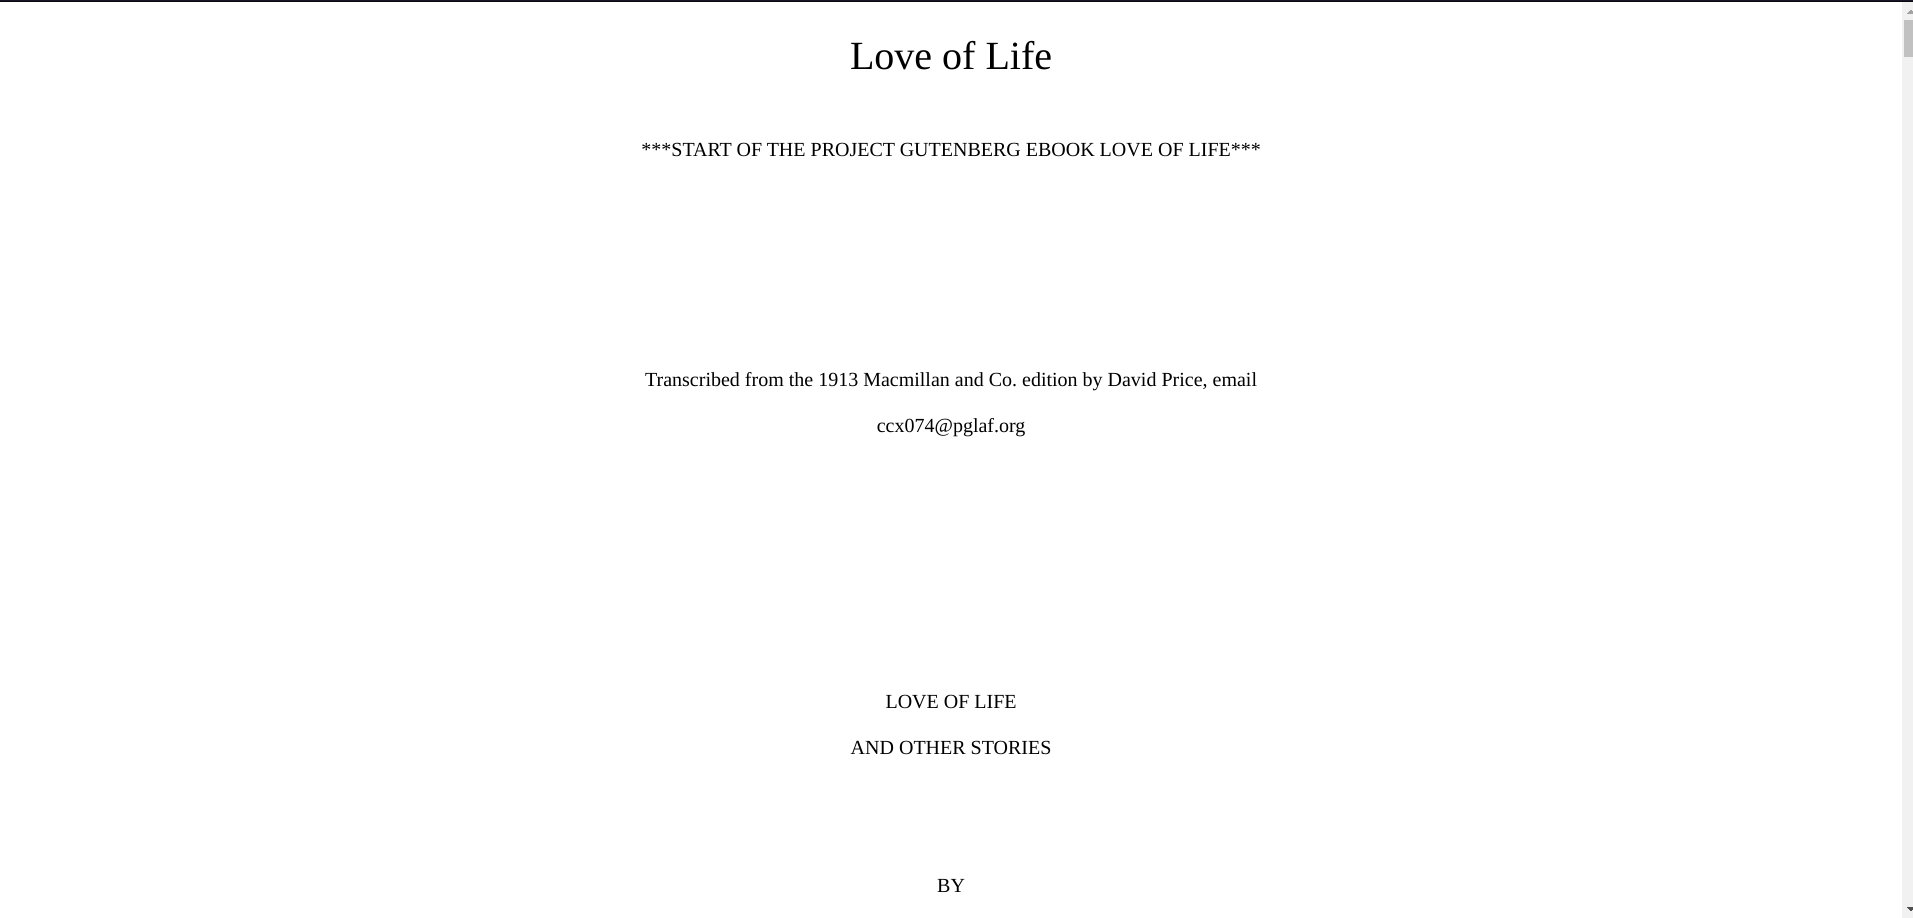 Love of Life
***START OF THE PROJECT GUTENBERG EBOOK LOVE OF LIFE***
Transcribed from the 1913 Macmillan and Co. edition by David Price, email
ccx074@pglaf.org
LOVE OF LIFE
AND OTHER STORIES
BY